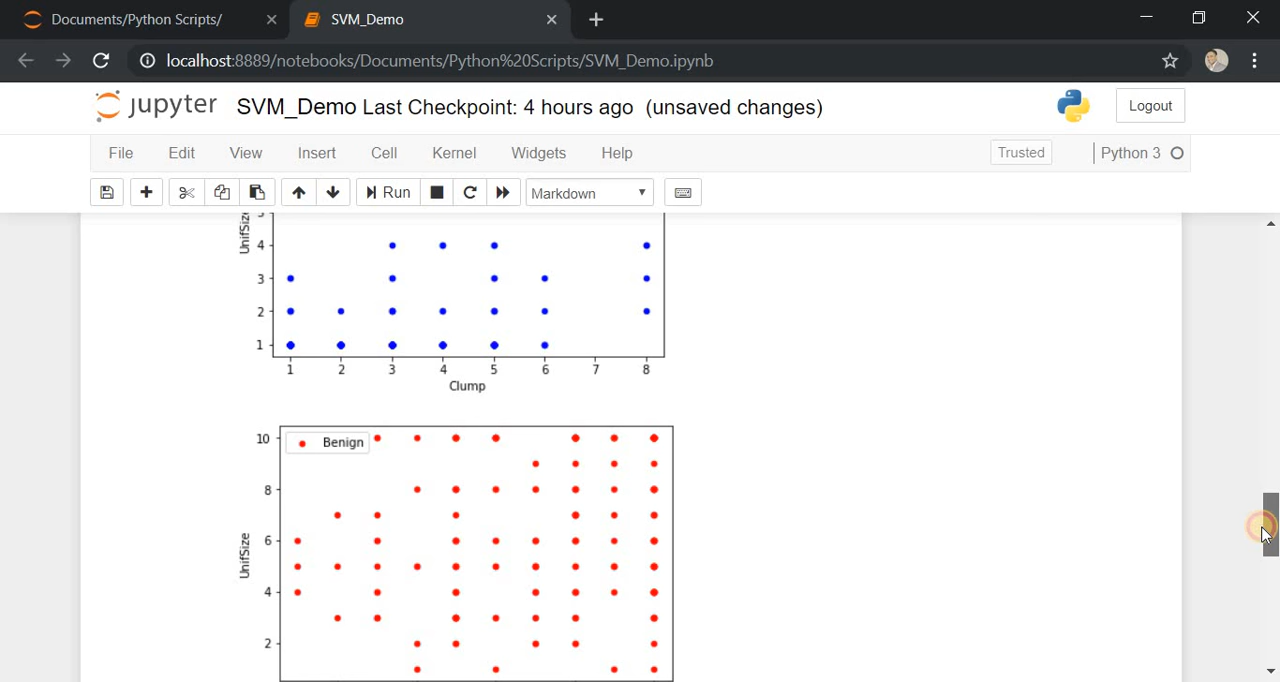 Documents/Python Scripts/
SVM_Demo
localhost:8889/notebooks/Documents/Python%20Scripts/SVM_Demo.ipynb
jupyter SVM_Demo Last Checkpoint: 4 hours ago (unsaved changes)
Logout
File Edit View Insert Cell Kernel Widgets Help
Trusted
Python 3
Run
Markdown
UnifSize
4
3
2
1
1 2 3 4 5 6 7 8
Clump
Benign
10
8
6
4
2
UnifSize